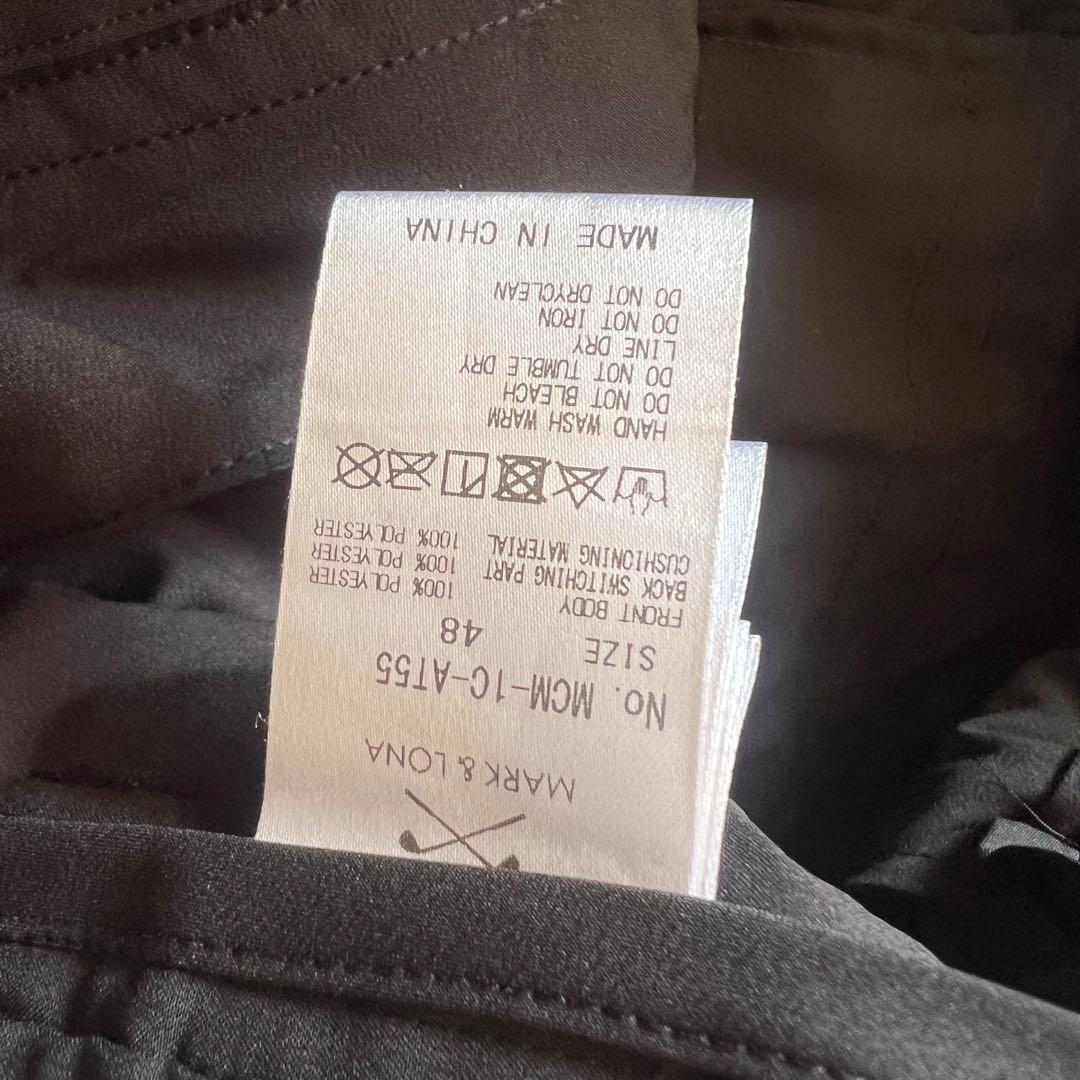 MARK & LONA
No. MCM-1C-AT55
SIZE 48
FRONT BODY 100% POLYESTER
BACK SWITCHING PART 100% POLYESTER
CUSHIONING MATERIAL 100% POLYESTER
HAND WASH WARM
DO NOT BLEACH
DO NOT TUMBLE DRY
LINE DRY
DO NOT IRON
DO NOT DRYCLEAN
MADE IN CHINA